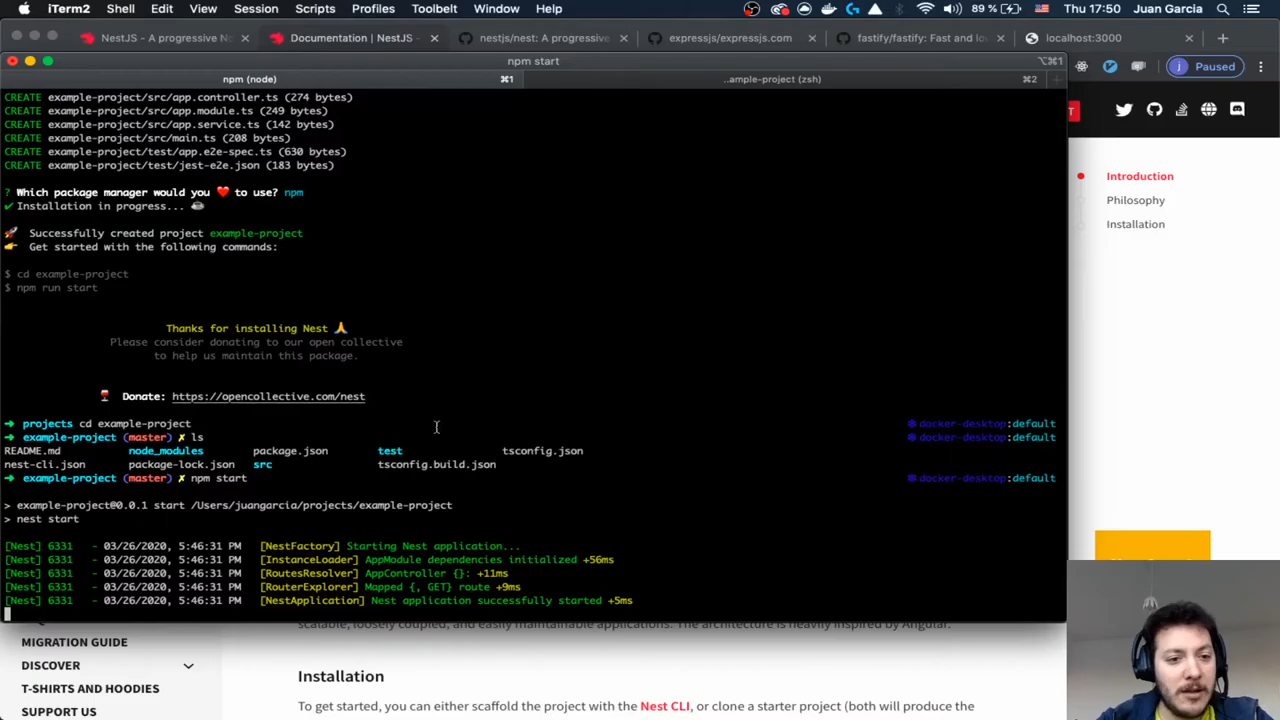 iTerm2 Shell Edit View Session Scripts Profiles Toolbelt Window Help 89 % Thu 17:50 Juan Garcia
NestJS - A progressive No × Documentation | NestJS - × nestjs/nest: A progressive × expressjs/expressjs.com × fastify/fastify: Fast and lo × localhost:3000 × +
npm start ⌥⌘1
npm (node) ⌘1 ..ample-project (zsh) ⌘2 +
j Paused
CREATE example-project/src/app.controller.ts (274 bytes)
CREATE example-project/src/app.module.ts (249 bytes)
CREATE example-project/src/app.service.ts (142 bytes)
CREATE example-project/src/main.ts (208 bytes)
CREATE example-project/test/app.e2e-spec.ts (630 bytes)
CREATE example-project/test/jest-e2e.json (183 bytes)
? Which package manager would you ❤️ to use? npm
✔ Installation in progress... ☕
🚀 Successfully created project example-project
👉 Get started with the following commands:
$ cd example-project
$ npm run start
Thanks for installing Nest 🙏
Please consider donating to our open collective
to help us maintain this package.
🍷 Donate: https://opencollective.com/nest
➜ projects cd example-project docker-desktop:default
➜ example-project (master) ✗ ls docker-desktop:default
README.md node_modules package.json test tsconfig.json
nest-cli.json package-lock.json src tsconfig.build.json
➜ example-project (master) ✗ npm start docker-desktop:default
> example-project@0.0.1 start /Users/juangarcia/projects/example-project
> nest start
[Nest] 6331 - 03/26/2020, 5:46:31 PM [NestFactory] Starting Nest application...
[Nest] 6331 - 03/26/2020, 5:46:31 PM [InstanceLoader] AppModule dependencies initialized +56ms
[Nest] 6331 - 03/26/2020, 5:46:31 PM [RoutesResolver] AppController {}: +11ms
[Nest] 6331 - 03/26/2020, 5:46:31 PM [RouterExplorer] Mapped {, GET} route +9ms
[Nest] 6331 - 03/26/2020, 5:46:31 PM [NestApplication] Nest application successfully started +5ms
T
Introduction
Philosophy
Installation
MIGRATION GUIDE
DISCOVER
T-SHIRTS AND HOODIES
SUPPORT US
scalable, loosely coupled, and easily maintainable applications. The architecture is heavily inspired by Angular.
Installation
To get started, you can either scaffold the project with the Nest CLI, or clone a starter project (both will produce the